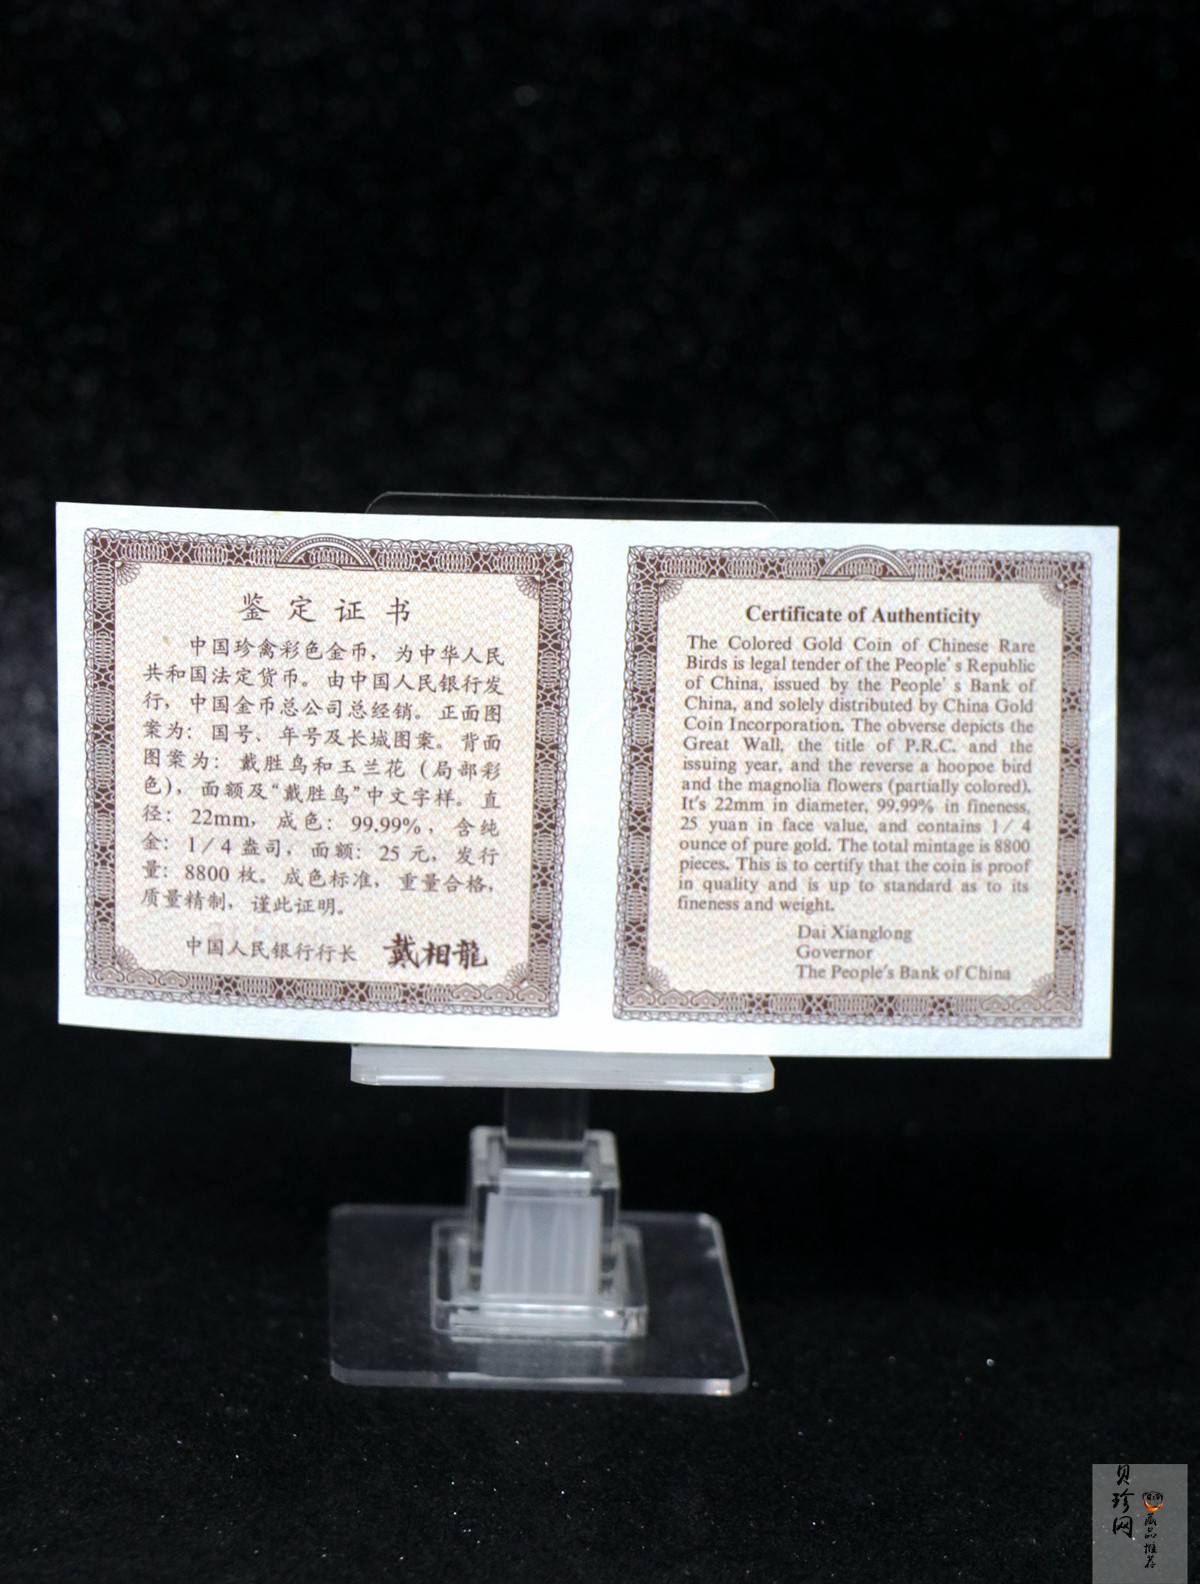 鉴定证书
中国珍禽彩色金币，为中华人民
共和国法定货币。由中国人民银行发
行，中国金币总公司总经销。正面图
案为：国号、年号及长城图案。背面
图案为：戴胜鸟和玉兰花（局部彩
色），面额及“戴胜鸟”中文字样。直
径：22mm，成色：99.99%，含纯
金：1/4盎司，面额：25元，发行
量：8800枚。成色标准，重量合格，
质量精制，谨此证明。
中国人民银行行长 戴相龍
Certificate of Authenticity
The Colored Gold Coin of Chinese Rare
Birds is legal tender of the People's Republic
of China, issued by the People's Bank of
China, and solely distributed by China Gold
Coin Incorporation. The obverse depicts the
Great Wall, the title of P.R.C. and the
issuing year, and the reverse a hoopoe bird
and the magnolia flowers (partially colored).
It's 22mm in diameter, 99.99% in fineness,
25 yuan in face value, and contains 1/4
ounce of pure gold. The total mintage is 8800
pieces. This is to certify that the coin is proof
in quality and is up to standard as to its
fineness and weight.
Dai Xianglong
Governor
The People's Bank of China
贝珍网
藏品推荐